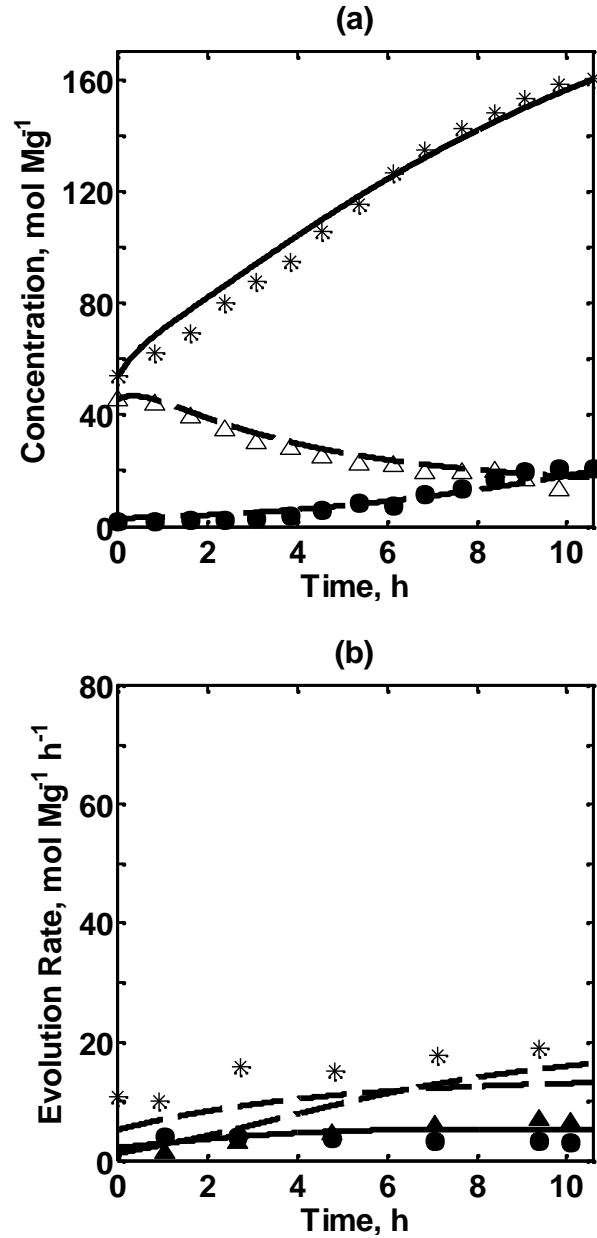 (a)
Concentration, mol Mg⁻¹
160
120
80
40
0
0 2 4 6 8 10
Time, h
(b)
Evolution Rate, mol Mg⁻¹ h⁻¹
80
60
40
20
0
0 2 4 6 8 10
Time, h